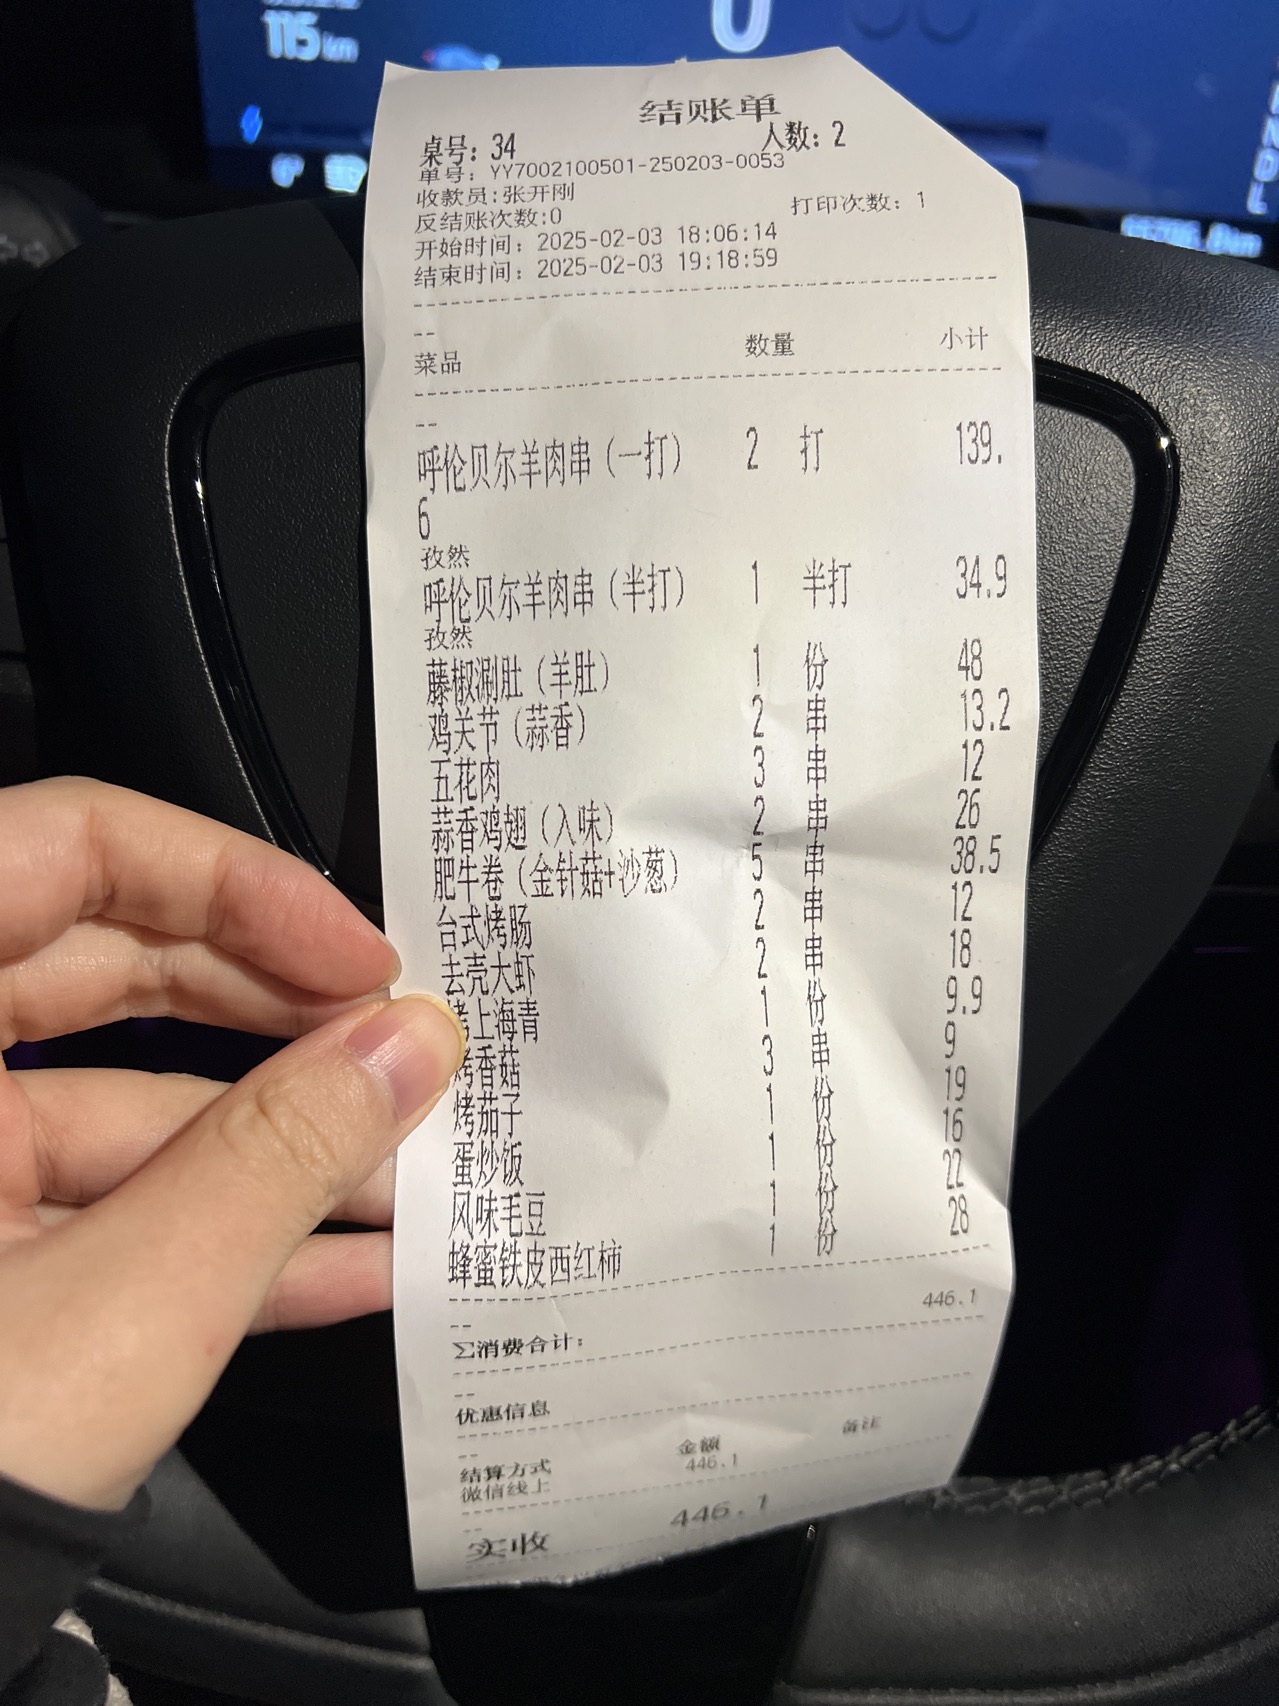 115 km
0
结账单
桌号: 34 人数: 2
单号: YY7002100501-250203-0053
收款员:张开刚
反结账次数:0 打印次数: 1
开始时间: 2025-02-03 18:06:14
结束时间: 2025-02-03 19:18:59
--
菜品 数量 小计
--
呼伦贝尔羊肉串（一打） 2 打 139.
6
孜然
呼伦贝尔羊肉串（半打） 1 半打 34.9
孜然
藤椒涮肚（羊肚） 1 份 48
鸡关节（蒜香） 2 串 13.2
五花肉 3 串 12
蒜香鸡翅（入味） 2 串 26
肥牛卷（金针菇+沙葱） 5 串 38.5
台式烤肠 2 串 12
去壳大虾 2 串 18
烤上海青 1 份 9.9
烤香菇 3 串 9
烤茄子 1 份 19
蛋炒饭 1 份 16
风味毛豆 1 份 22
蜂蜜铁皮西红柿 1 份 28
--
∑消费合计: 446.1
--
优惠信息
--
结算方式 金额 备注
微信线上 446.1
--
实收 446.1